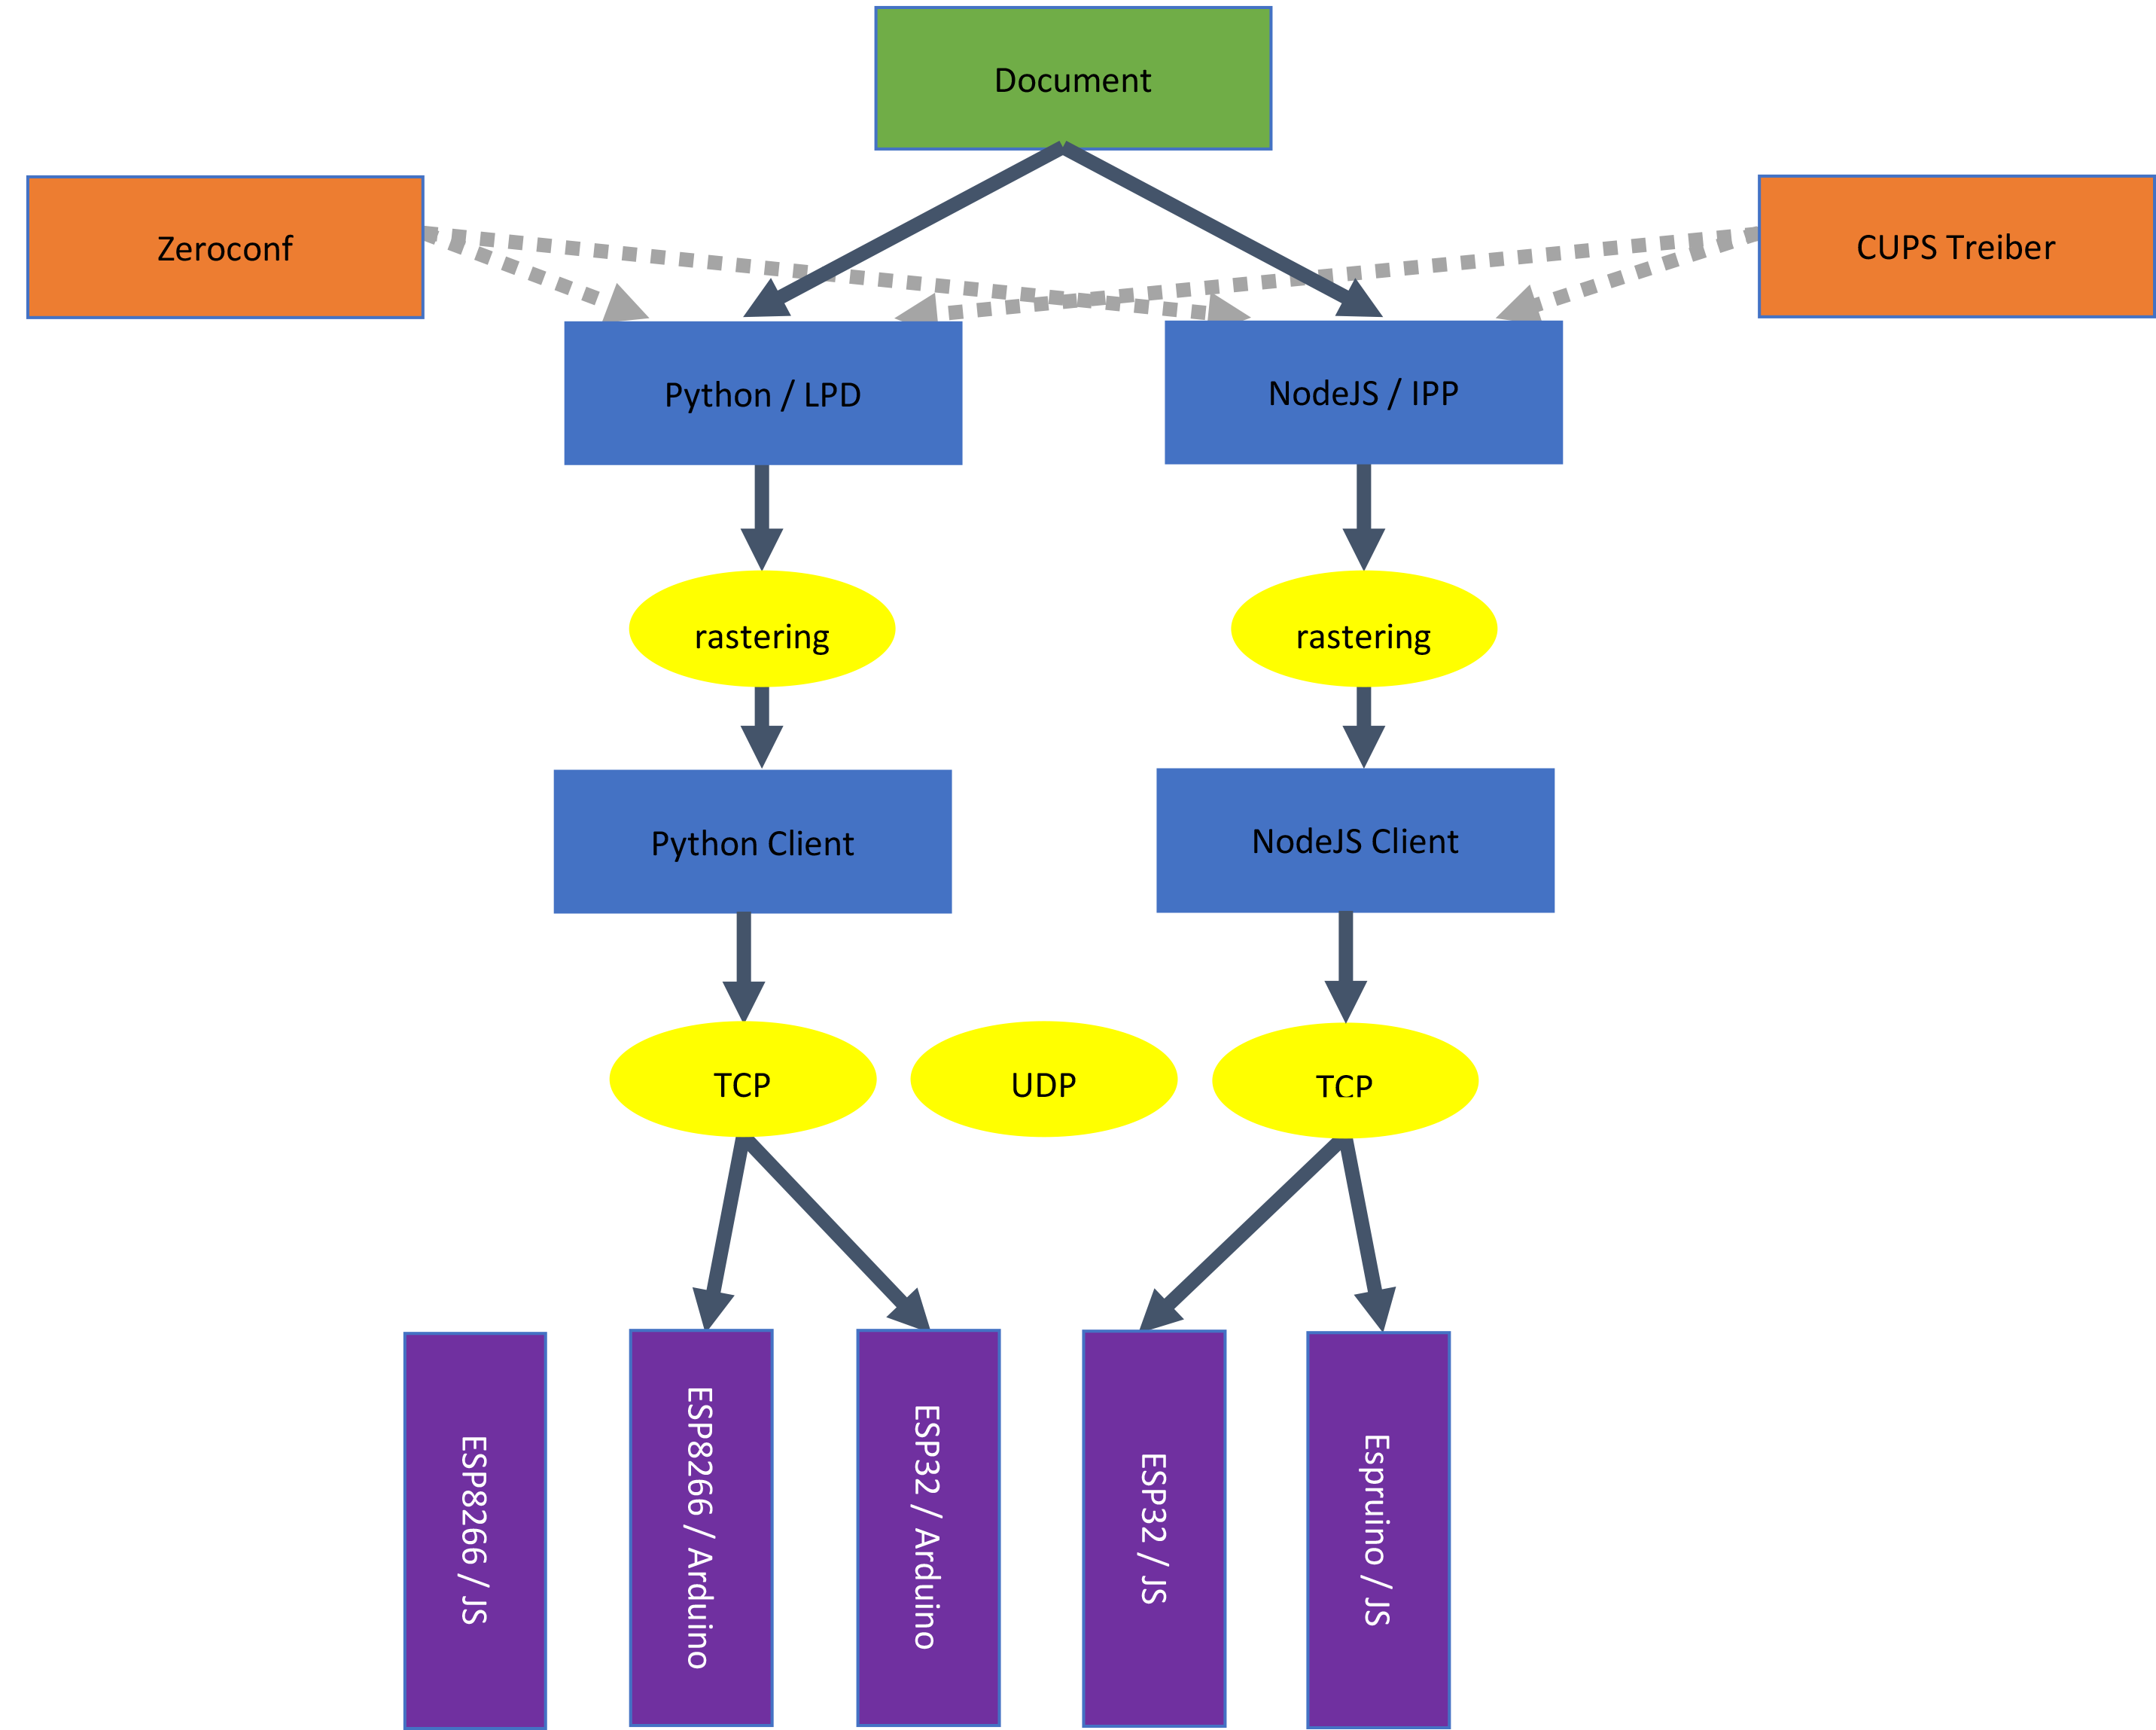 Document
Zeroconf
CUPS Treiber
Python / LPD
NodeJS / IPP
rastering
rastering
Python Client
NodeJS Client
TCP
UDP
TCP
ESP8266 / JS
ESP8266 / Arduino
ESP32 / Arduino
ESP32 / JS
Espruino / JS